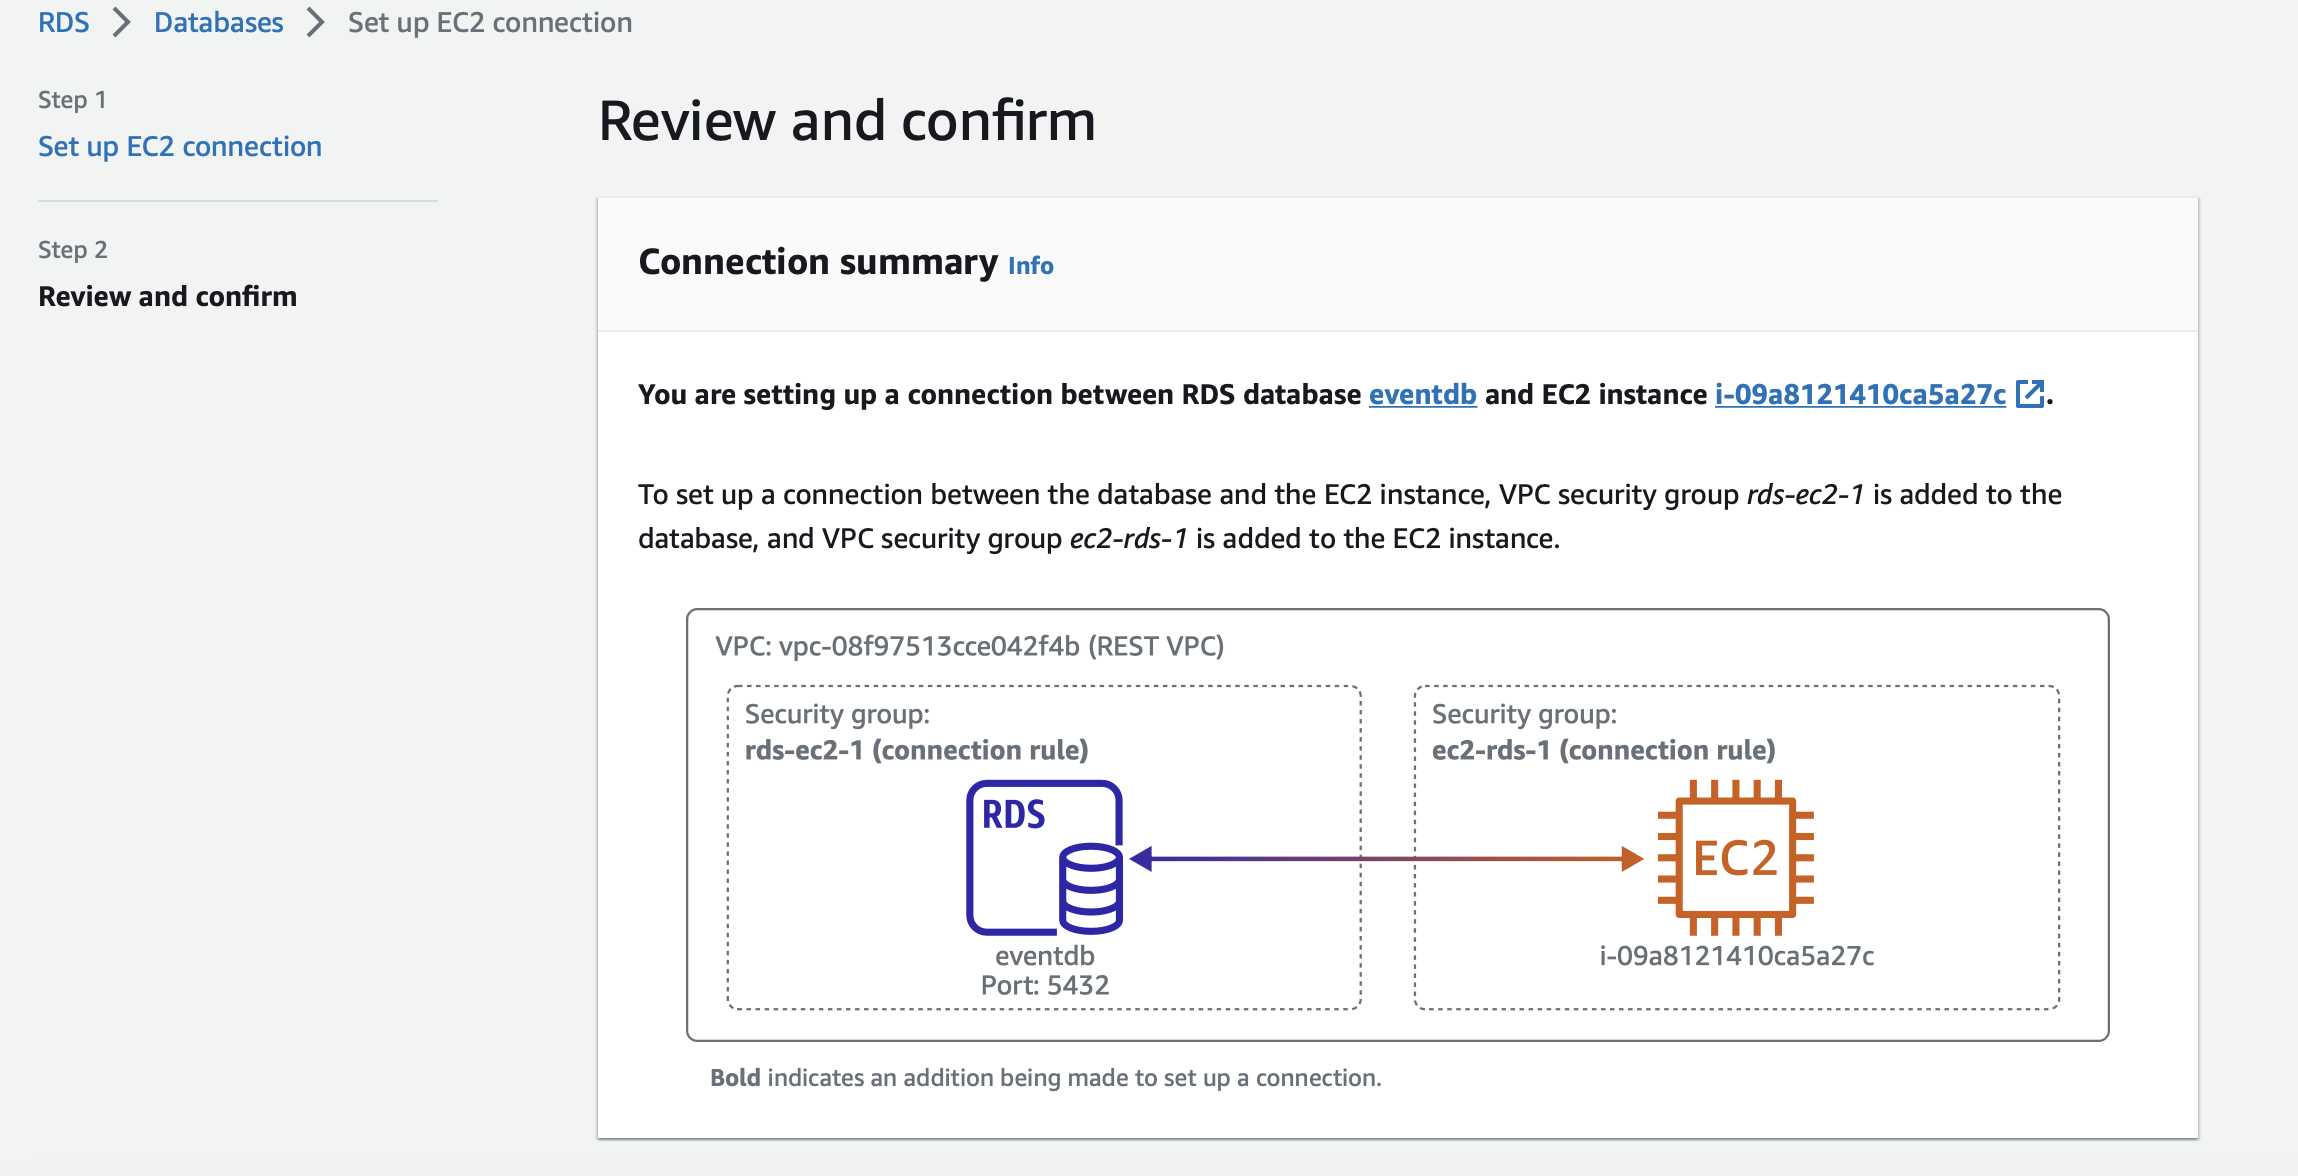 RDS > Databases > Set up EC2 connection
Step 1
Set up EC2 connection
Step 2
Review and confirm
Review and confirm
Connection summary Info
You are setting up a connection between RDS database eventdb and EC2 instance i-09a8121410ca5a27c.
To set up a connection between the database and the EC2 instance, VPC security group rds-ec2-1 is added to the
database, and VPC security group ec2-rds-1 is added to the EC2 instance.
VPC: vpc-08f97513cce042f4b (REST VPC)
Security group:
rds-ec2-1 (connection rule)
RDS
eventdb
Port: 5432
Security group:
ec2-rds-1 (connection rule)
EC2
i-09a8121410ca5a27c
Bold indicates an addition being made to set up a connection.